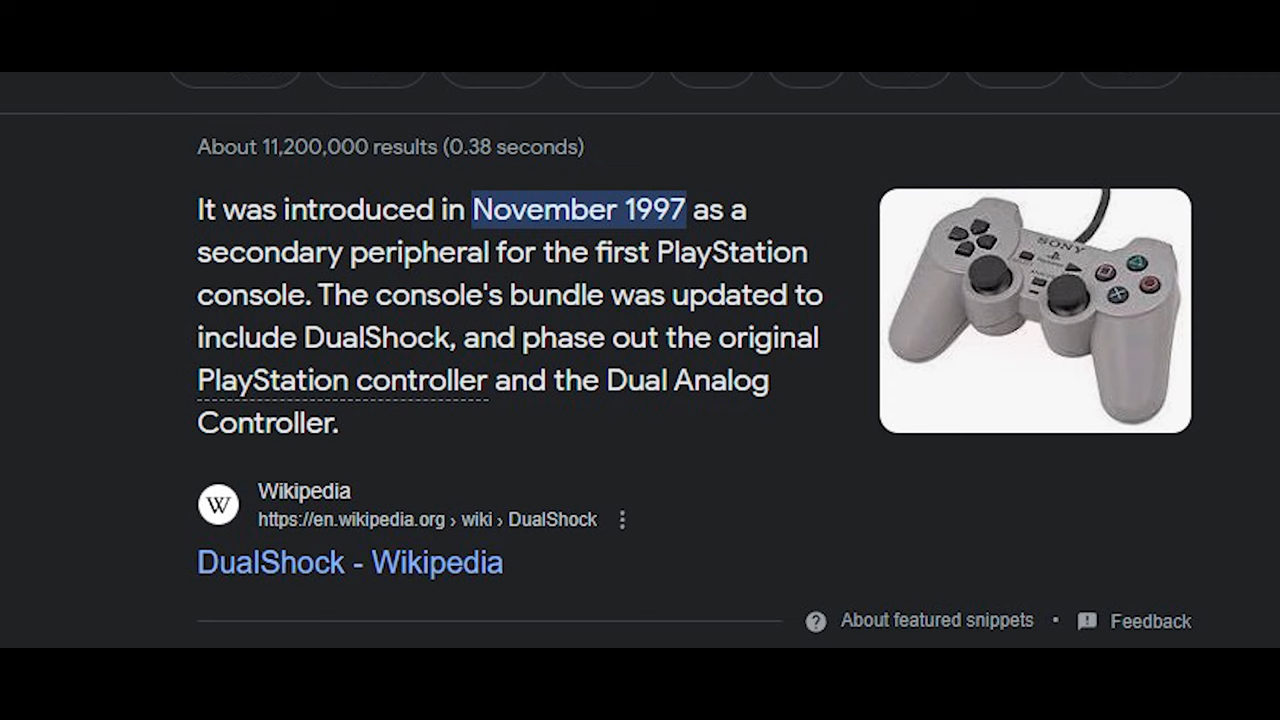 About 11,200,000 results (0.38 seconds)
It was introduced in November 1997 as a
secondary peripheral for the first PlayStation
console. The console's bundle was updated to
include DualShock, and phase out the original
PlayStation controller and the Dual Analog
Controller.
SONY
W
Wikipedia
https://en.wikipedia.org › wiki › DualShock
DualShock - Wikipedia
? About featured snippets • Feedback